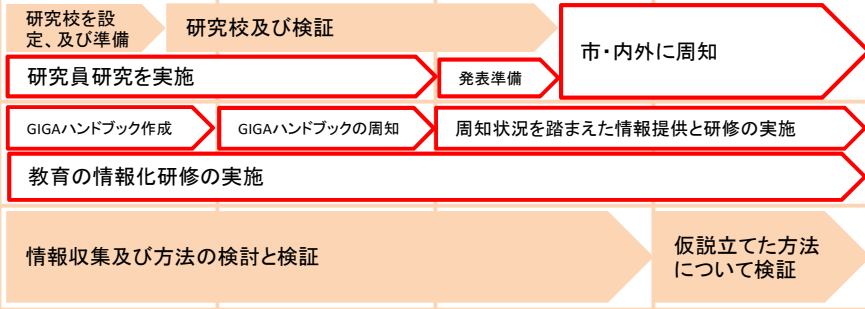 研究校を設
定、及び準備
研究校及び検証
市・内外に周知
研究員研究を実施
発表準備
GIGAハンドブック作成
GIGAハンドブックの周知
周知状況を踏まえた情報提供と研修の実施
教育の情報化研修の実施
情報収集及び方法の検討と検証
仮説立てた方法
について検証